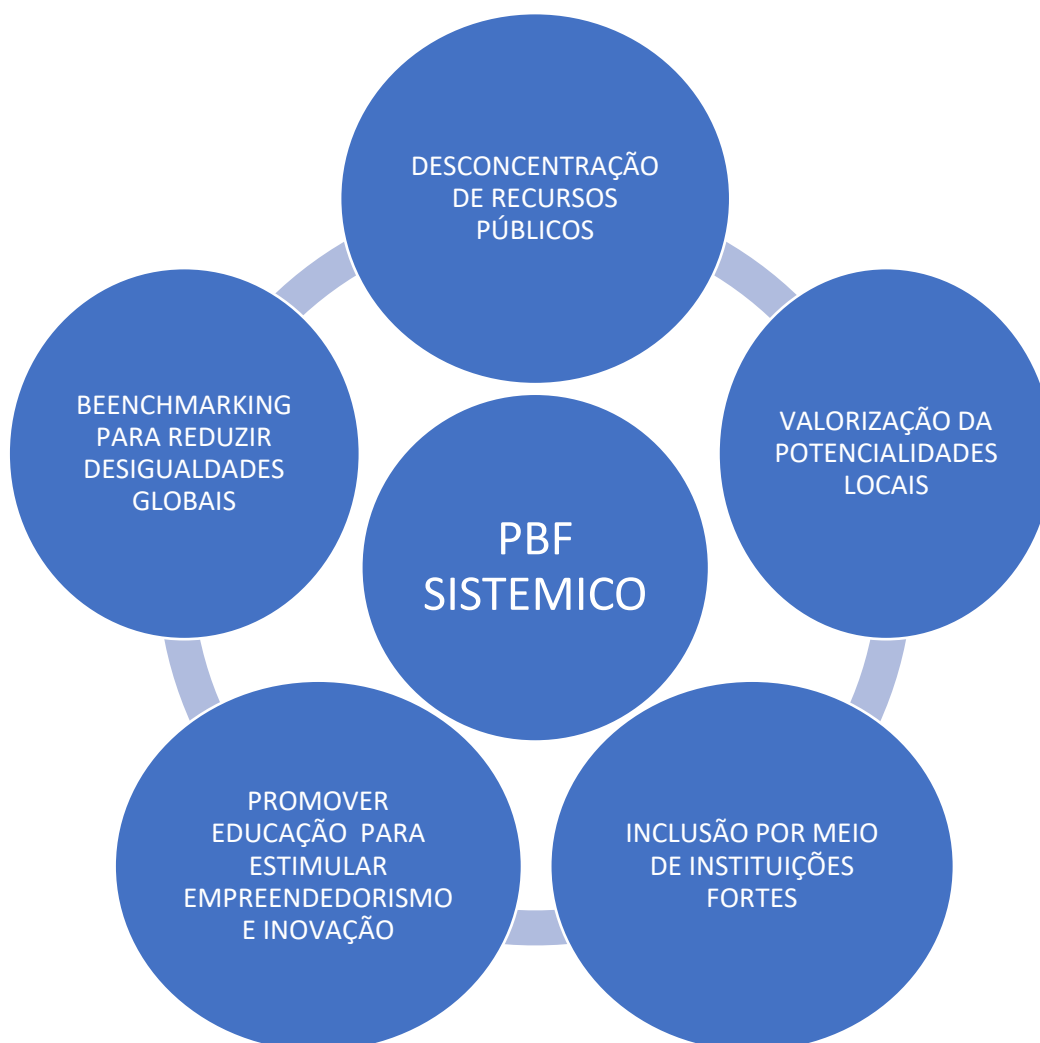 DESCONCENTRAÇÃO
DE RECURSOS
PÚBLICOS
VALORIZAÇÃO DA
POTENCIALIDADES
LOCAIS
INCLUSÃO POR MEIO
DE INSTITUIÇÕES
FORTES
PROMOVER
EDUCAÇÃO PARA
ESTIMULAR
EMPREENDEDORISMO
E INOVAÇÃO
BEENCHMARKING
PARA REDUZIR
DESIGUALDADES
GLOBAIS
PBF
SISTEMICO